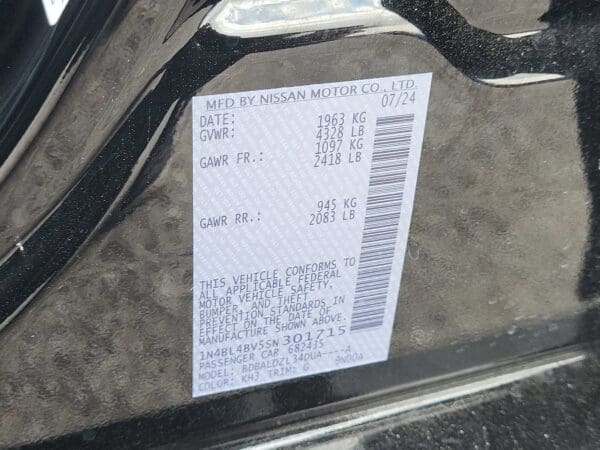 MFD BY NISSAN MOTOR CO., LTD.
DATE: 07/24
GVWR: 1963 KG
4328 LB
GAWR FR.: 1097 KG
2418 LB
GAWR RR.: 945 KG
2083 LB
THIS VEHICLE CONFORMS TO
ALL APPLICABLE FEDERAL
MOTOR VEHICLE SAFETY,
BUMPER, AND THEFT
PREVENTION STANDARDS IN
EFFECT ON THE DATE OF
MANUFACTURE SHOWN ABOVE.
1N4BL4BV5SN301715
PASSENGER CAR 682435
MODEL: BDBALDZL34DUA----A 9N00A
COLOR: KH3 TRIM: G